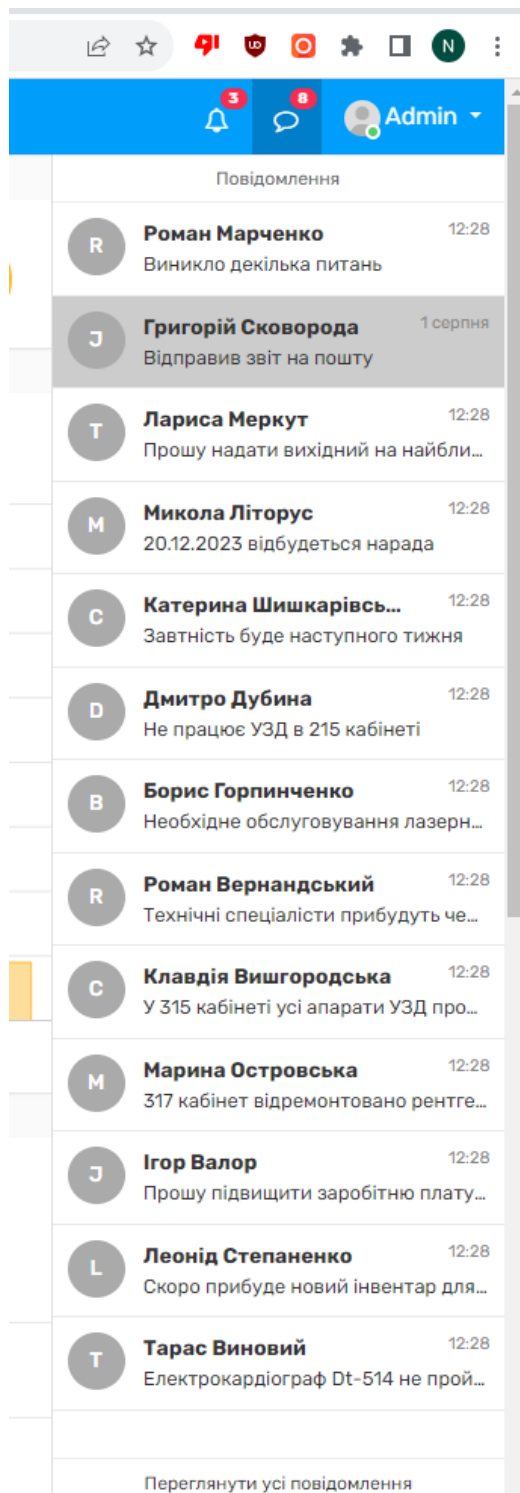 N
3
8
Admin
Повідомлення
R
Роман Марченко 12:28
Виникло декілька питань
J
Григорій Сковорода 1 серпня
Відправив звіт на пошту
T
Лариса Меркут 12:28
Прошу надати вихідний на найбли...
M
Микола Літорус 12:28
20.12.2023 відбудеться нарада
C
Катерина Шишкарівсь... 12:28
Завтність буде наступного тижня
D
Дмитро Дубина 12:28
Не працює УЗД в 215 кабінеті
B
Борис Горпинченко 12:28
Необхідне обслуговування лазерн...
R
Роман Вернандський 12:28
Технічні спеціалісти прибудуть че...
C
Клавдія Вишгородська 12:28
У 315 кабінеті усі апарати УЗД про...
M
Марина Островська 12:28
317 кабінет відремонтовано рентге...
J
Ігор Валор 12:28
Прошу підвищити заробітню плату...
L
Леонід Степаненко 12:28
Скоро прибуде новий інвентар для...
T
Тарас Виновий 12:28
Електрокардіограф Dt-514 не прой...
Переглянути усі повідомлення